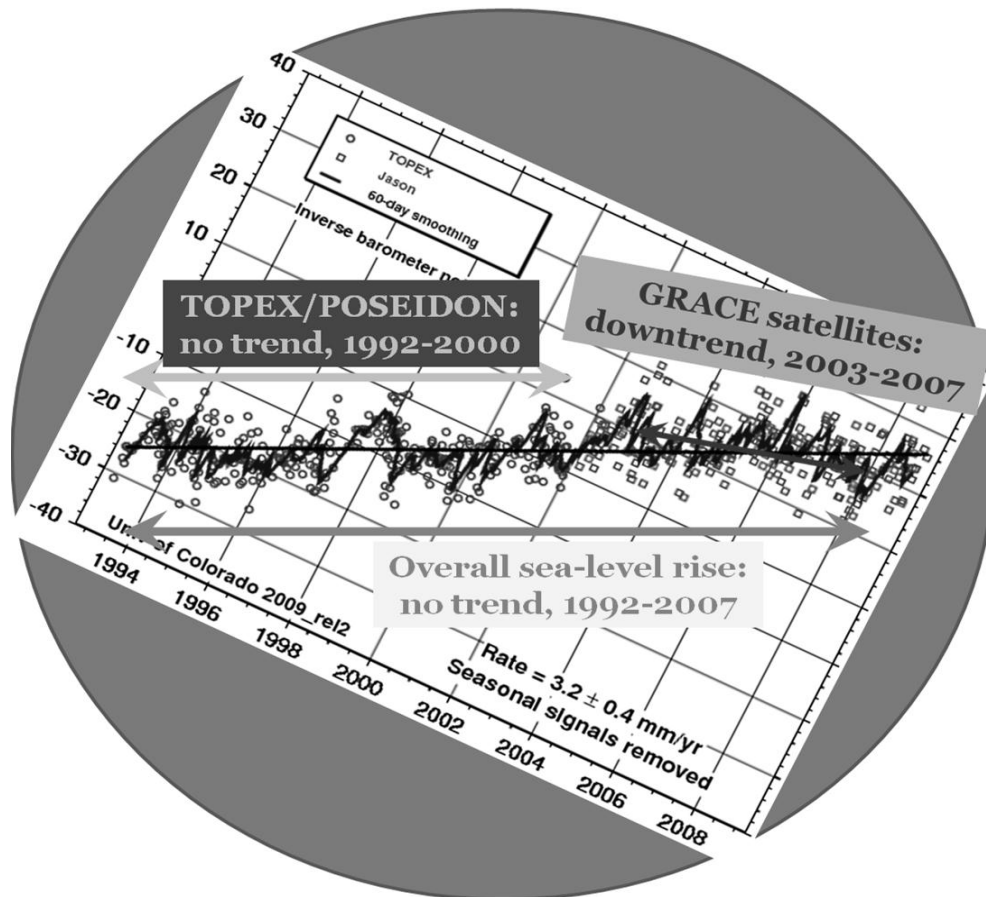 40
30
20
10
-10
-20
-30
-40
TOPEX
Jason
60-day smoothing
Inverse barometer
TOPEX/POSEIDON:
no trend, 1992-2000
GRACE satellites:
downtrend, 2003-2007
Overall sea-level rise:
no trend, 1992-2007
of Colorado 2009_rel2
Rate = 3.2 ± 0.4 mm/yr
Seasonal signals removed
1994
1996
1998
2000
2002
2004
2006
2008